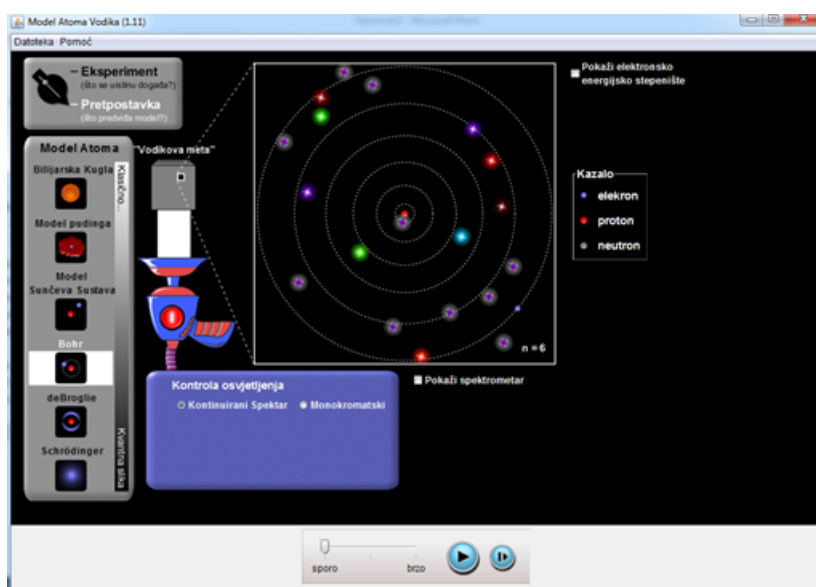 Model Atoma Vodika (1.11)
Datoteka Pomoć
Eksperiment
(što se uistinu događa?)
Pretpostavka
(što predviđa model?)
Model Atoma
Bilijarska Kugla
Model pudinga
Model
Sunčeva Sustava
Bohr
deBroglie
Schrödinger
Klasično...
Kvantna slika
"Vodikova meta"
n = 6
Pokaži elektronsko
energijsko stepenište
Kazalo
elekron
proton
neutron
Kontrola osvjetljenja
Kontinuirani Spektar Monokromatski
Pokaži spektrometar
sporo brzo